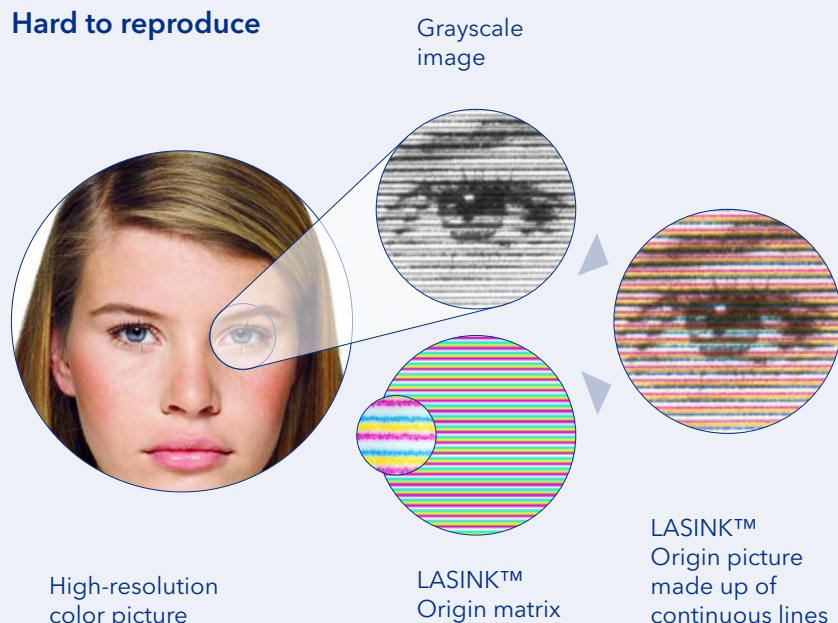 Hard to reproduce
Grayscale
image
High-resolution
color picture
LASINK™
Origin matrix
LASINK™
Origin picture
made up of
continuous lines